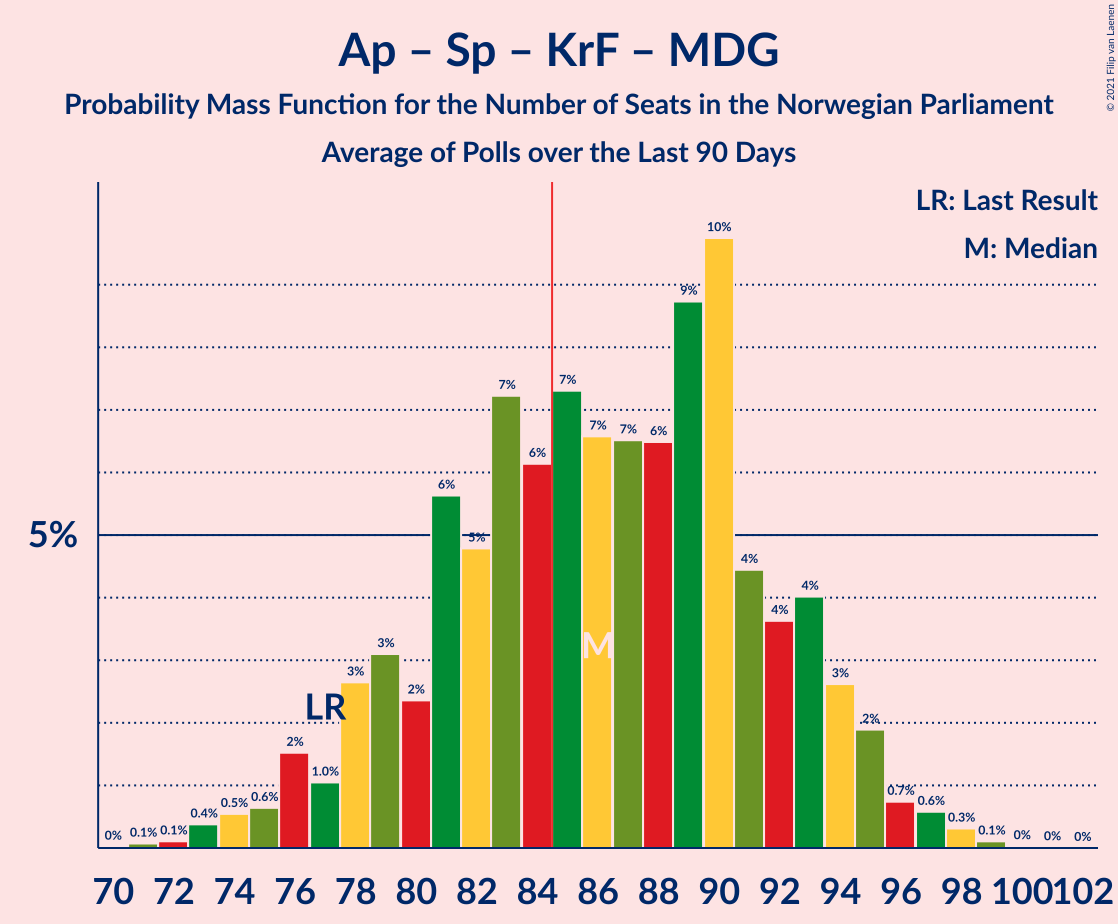 Ap – Sp – KrF – MDG
Probability Mass Function for the Number of Seats in the Norwegian Parliament
Average of Polls over the Last 90 Days
© 2021 Filip van Laenen
LR: Last Result
M: Median
5%
0% 0.1% 0.1% 0.4% 0.5% 0.6% 2% 1.0% 3% 3% 2% 6% 5% 7% 6% 7% 7% 7% 6% 9% 10% 4% 4% 4% 3% 2% 0.7% 0.6% 0.3% 0.1% 0% 0% 0%
LR
M
70 72 74 76 78 80 82 84 86 88 90 92 94 96 98 100 102